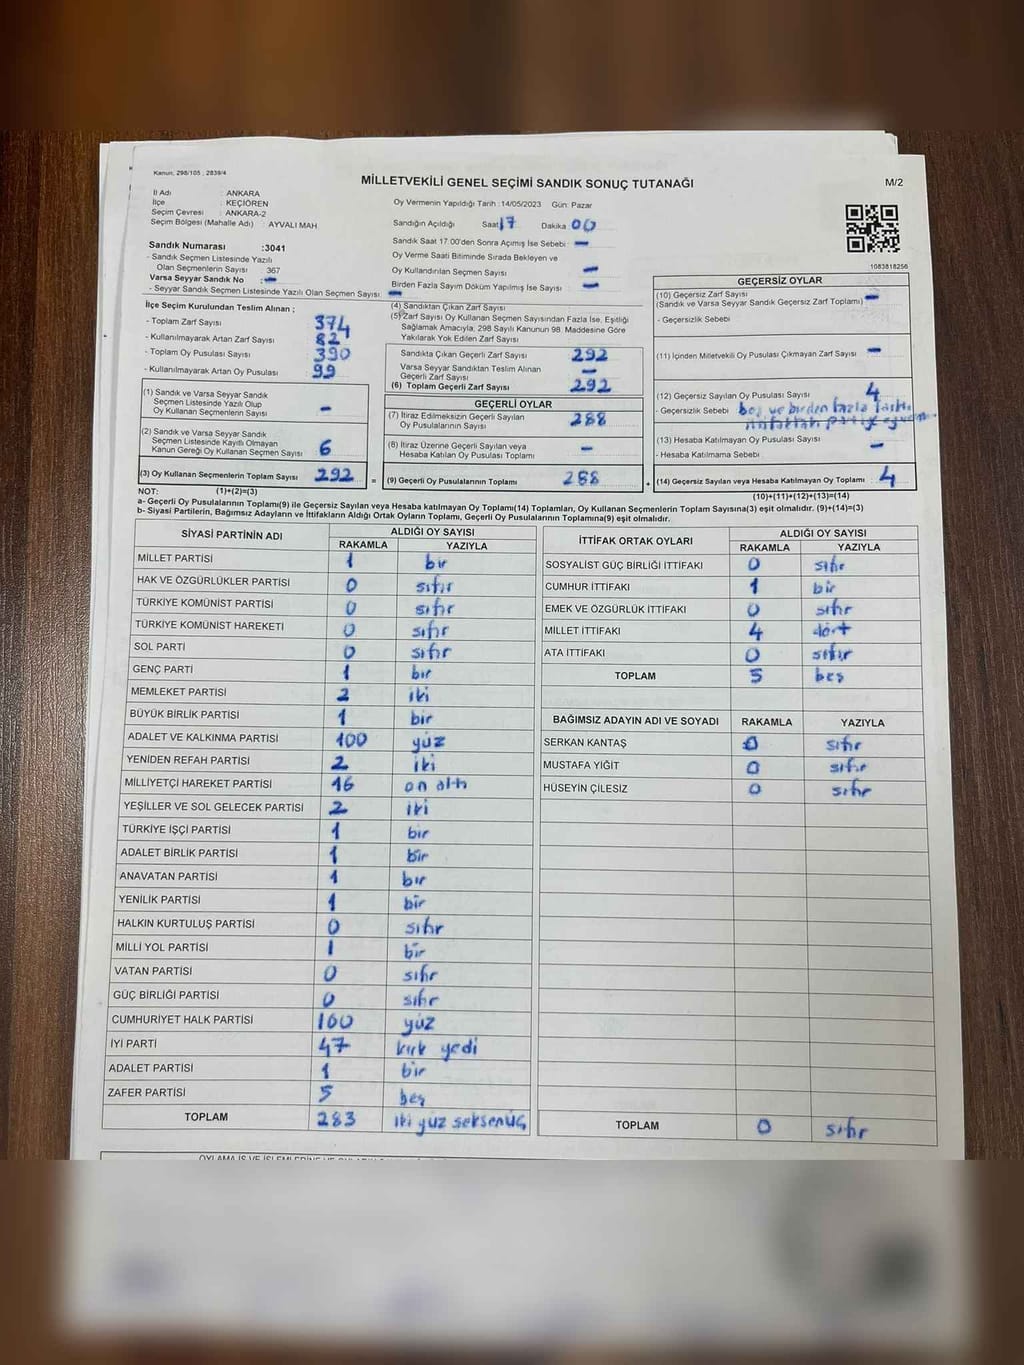 Kanun, 298/105 , 2839/4
MİLLETVEKİLİ GENEL SEÇİMİ SANDIK SONUÇ TUTANAĞI
M/2
İl Adı : ANKARA
İlçe : KEÇİÖREN
Seçim Çevresi : ANKARA-2
Seçim Bölgesi (Mahalle Adı) : AYVALI MAH.
Sandık Numarası :3041
- Sandık Seçmen Listesinde Yazılı
Olan Seçmenlerin Sayısı : 367
Varsa Seyyar Sandık No : -
- Seyyar Sandık Seçmen Listesinde Yazılı Olan Seçmen Sayısı : -
Oy Vermenin Yapıldığı Tarih :14/05/2023 Gün: Pazar
Sandığın Açıldığı Saat 17 Dakika 00
Sandık Saat 17.00'den Sonra Açımış İse Sebebi : -
Oy Verme Saati Bitiminde Sırada Bekleyen ve
Oy Kullandırılan Seçmen Sayısı : -
Birden Fazla Sayım Döküm Yapılmış İse Sayısı : -
1083818256
İlçe Seçim Kurulundan Teslim Alınan ;
- Toplam Zarf Sayısı : 374
- Kullanılmayarak Artan Zarf Sayısı : 82
- Toplam Oy Pusulası Sayısı : 390
- Kullanılmayarak Artan Oy Pusulası : 99
(1) Sandık ve Varsa Seyyar Sandık
Seçmen Listesinde Yazılı Olup
Oy Kullanan Seçmenlerin Sayısı : -
(2) Sandık ve Varsa Seyyar Sandık
Seçmen Listesinde Kayıtlı Olmayan
Kanun Gereği Oy Kullanan Seçmen Sayısı : 6
(3) Oy Kullanan Seçmenlerin Toplam Sayısı : 292
(4) Sandıktan Çıkan Zarf Sayısı :
(5) Zarf Sayısı Oy Kullanan Seçmen Sayısından Fazla İse, Eşitliği
Sağlamak Amacıyla, 298 Sayılı Kanunun 98. Maddesine Göre
Yakılarak Yok Edilen Zarf Sayısı :
Sandıkta Çıkan Geçerli Zarf Sayısı : 292
Varsa Seyyar Sandıktan Teslim Alınan
Geçerli Zarf Sayısı : -
(6) Toplam Geçerli Zarf Sayısı : 292
GEÇERLİ OYLAR
(7) İtiraz Edilmeksizin Geçerli Sayılan
Oy Pusulası Sayısı : 288
(8) İtiraz Üzerine Geçerli Sayılan veya
Hesaba Katılan Oy Pusulası Toplamı : -
= (9) Geçerli Oy Pusulalarının Toplamı : 288
GEÇERSİZ OYLAR
(10) Geçersiz Zarf Sayısı
(Sandık ve Varsa Seyyar Sandık Geçersiz Zarf Toplamı) : -
- Geçersizlik Sebebi :
(11) İçinden Milletvekili Oy Pusulası Çıkmayan Zarf Sayısı : -
(12) Geçersiz Sayılan Oy Pusulası Sayısı : 4
- Geçersizlik Sebebi : boş ve birden fazla
(13) Hesaba Katılmayan Oy Pusulası Sayısı : -
- Hesaba Katılmama Sebebi :
+ (14) Geçersiz Sayılan veya Hesaba Katılmayan Oy Toplamı : 4
NOT: (1)+(2)=(3)
(10)+(11)+(12)+(13)=(14)
a- Geçerli Oy Pusulalarının Toplamı(9) ile Geçersiz Sayılan veya Hesaba katılmayan Oy Toplamı(14) Toplamları, Oy Kullanan Seçmenlerin Toplam Sayısına(3) eşit olmalıdır. (9)+(14)=(3)
b- Siyasi Partilerin, Bağımsız Adayların ve İttifakların Aldığı Ortak Oyların Toplamı, Geçerli Oy Pusulalarının Toplamına(9) eşit olmalıdır.
SİYASİ PARTİNİN ADI ALDIĞI OY SAYISI
RAKAMLA YAZIYLA
MİLLET PARTİSİ 1 bir
HAK VE ÖZGÜRLÜKLER PARTİSİ 0 sıfır
TÜRKİYE KOMÜNİST PARTİSİ 0 sıfır
TÜRKİYE KOMÜNİST HAREKETİ 0 sıfır
SOL PARTİ 0 sıfır
GENÇ PARTİ 1 bir
MEMLEKET PARTİSİ 2 iki
BÜYÜK BİRLİK PARTİSİ 1 bir
ADALET VE KALKINMA PARTİSİ 100 yüz
YENİDEN REFAH PARTİSİ 2 iki
MİLLİYETÇİ HAREKET PARTİSİ 16 on altı
YEŞİLLER VE SOL GELECEK PARTİSİ 2 iki
TÜRKİYE İŞÇİ PARTİSİ 1 bir
ADALET BİRLİK PARTİSİ 1 bir
ANAVATAN PARTİSİ 1 bir
YENİLİK PARTİSİ 1 bir
HALKIN KURTULUŞ PARTİSİ 0 sıfır
MİLLİ YOL PARTİSİ 1 bir
VATAN PARTİSİ 0 sıfır
GÜÇ BİRLİĞİ PARTİSİ 0 sıfır
CUMHURİYET HALK PARTİSİ 100 yüz
İYİ PARTİ 47 kırk yedi
ADALET PARTİSİ 1 bir
ZAFER PARTİSİ 5 beş
TOPLAM 283 iki yüz seksenüç
İTTİFAK ORTAK OYLARI ALDIĞI OY SAYISI
RAKAMLA YAZIYLA
SOSYALİST GÜÇ BİRLİĞİ İTTİFAKI 0 sıfır
CUMHUR İTTİFAKI 1 bir
EMEK VE ÖZGÜRLÜK İTTİFAKI 0 sıfır
MİLLET İTTİFAKI 4 dört
ATA İTTİFAKI 0 sıfır
TOPLAM 5 beş
BAĞIMSIZ ADAYIN ADI VE SOYADI RAKAMLA YAZIYLA
SERKAN KANTAŞ 0 sıfır
MUSTAFA YİĞİT 0 sıfır
HÜSEYİN ÇİLESİZ 0 sıfır
TOPLAM 0 sıfır